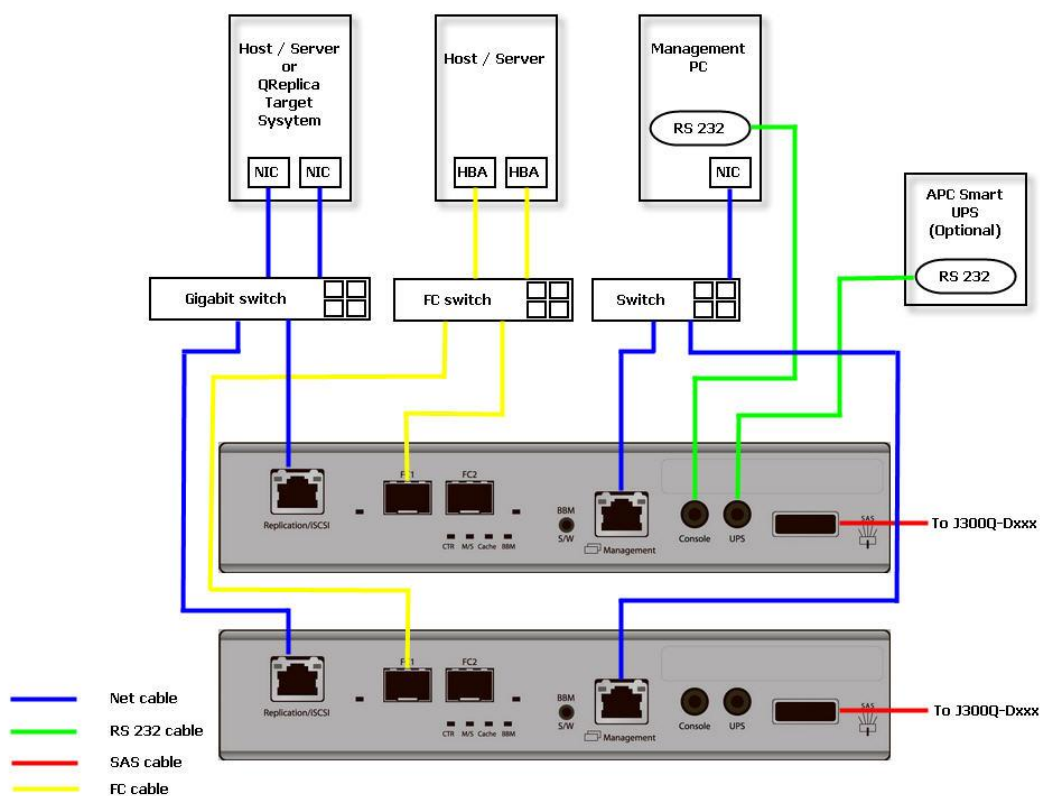 Host / Server
or
QReplica
Target
Sysytem
NIC
NIC
Host / Server
HBA
HBA
Management
PC
RS 232
NIC
APC Smart
UPS
(Optional)
RS 232
Gigabit switch
FC switch
Switch
Replication/iSCSI
FC1
FC2
CTR M/S Cache BBM
BBM
S/W
Management
Console
UPS
SAS
To J300Q-Dxxx
Replication/iSCSI
FC1
FC2
CTR M/S Cache BBM
BBM
S/W
Management
Console
UPS
SAS
To J300Q-Dxxx
Net cable
RS 232 cable
SAS cable
FC cable